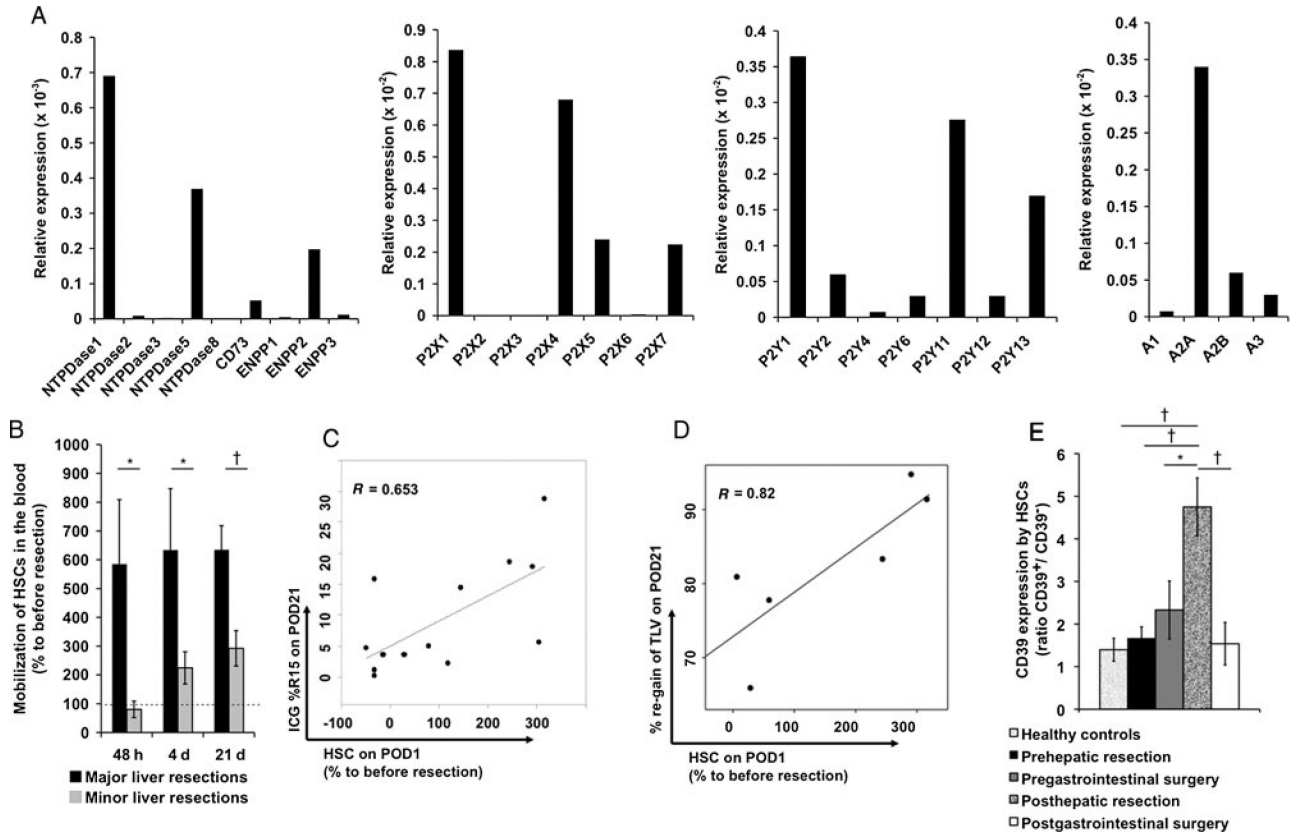 A
Relative expression (x 10-3)
0.8
0.7
0.6
0.5
0.4
0.3
0.2
0.1
0
NTPDase1
NTPDase2
NTPDase3
NTPDase5
NTPDase8
CD73
ENPP1
ENPP2
ENPP3
Relative expression (x 10-2)
0.9
0.8
0.7
0.6
0.5
0.4
0.3
0.2
0.1
0
P2X1
P2X2
P2X3
P2X4
P2X5
P2X6
P2X7
Relative expression (x 10-2)
0.4
0.35
0.3
0.25
0.2
0.15
0.1
0.05
0
P2Y1
P2Y2
P2Y4
P2Y6
P2Y11
P2Y12
P2Y13
Relative expression (x 10-2)
0.4
0.35
0.3
0.25
0.2
0.15
0.1
0.05
0
A1
A2A
A2B
A3
B
Mobilization of HSCs in the blood
(% to before resection)
1000
900
800
700
600
500
400
300
200
100
0
* * †
48 h 4 d 21 d
Major liver resections
Minor liver resections
C
R = 0.653
ICG %R15 on POD21
30
25
20
15
10
5
0
-100 0 100 200 300
HSC on POD1
(% to before resection)
D
R = 0.82
% re-gain of TLV on POD21
90
80
70
0 100 200 300
HSC on POD1
(% to before resection)
E
CD39 expression by HSCs
(ratio CD39+/ CD39-)
6
5
4
3
2
1
0
†
†
* †
Healthy controls
Prehepatic resection
Pregastrointestinal surgery
Posthepatic resection
Postgastrointestinal surgery